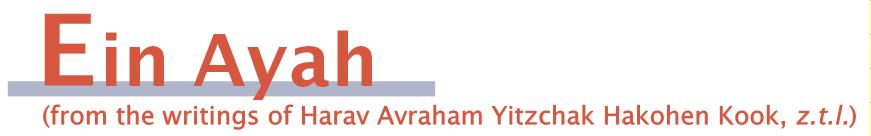 Ein Ayah
(from the writings of Harav Avraham Yitzchak Hakohen Kook, z.t.l.)